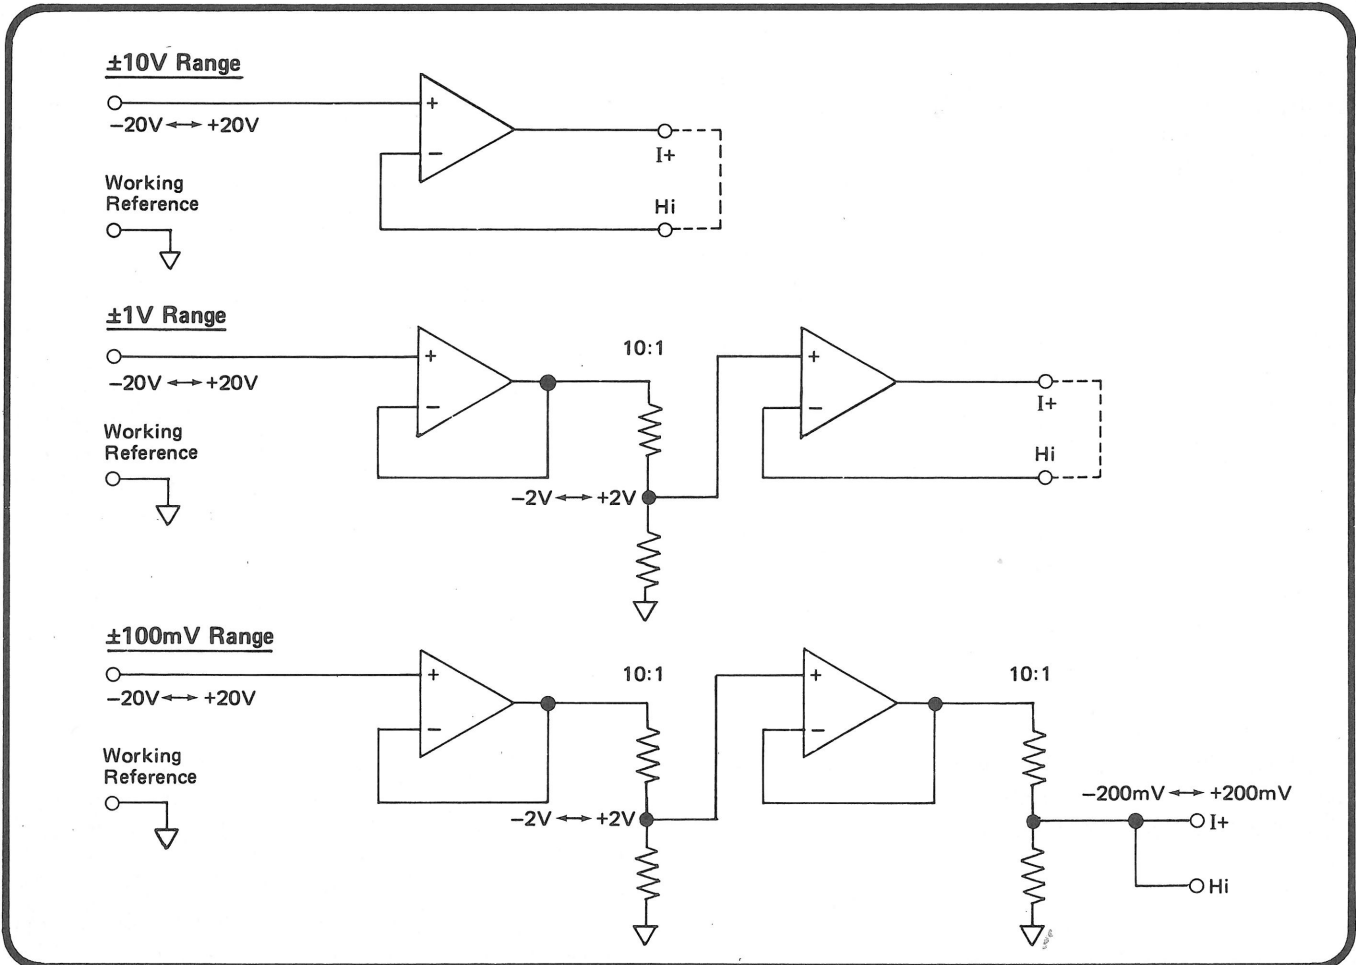 ±10V Range
+
−20V ↔ +20V
−
I+
Working
Reference
Hi
±1V Range
10:1
+
+
−20V ↔ +20V
−
−
I+
Working
Reference
Hi
−2V ↔ +2V
±100mV Range
+
10:1
+
10:1
−20V ↔ +20V
−
−
Working
Reference
−200mV ↔ +200mV
−2V ↔ +2V
I+
Hi